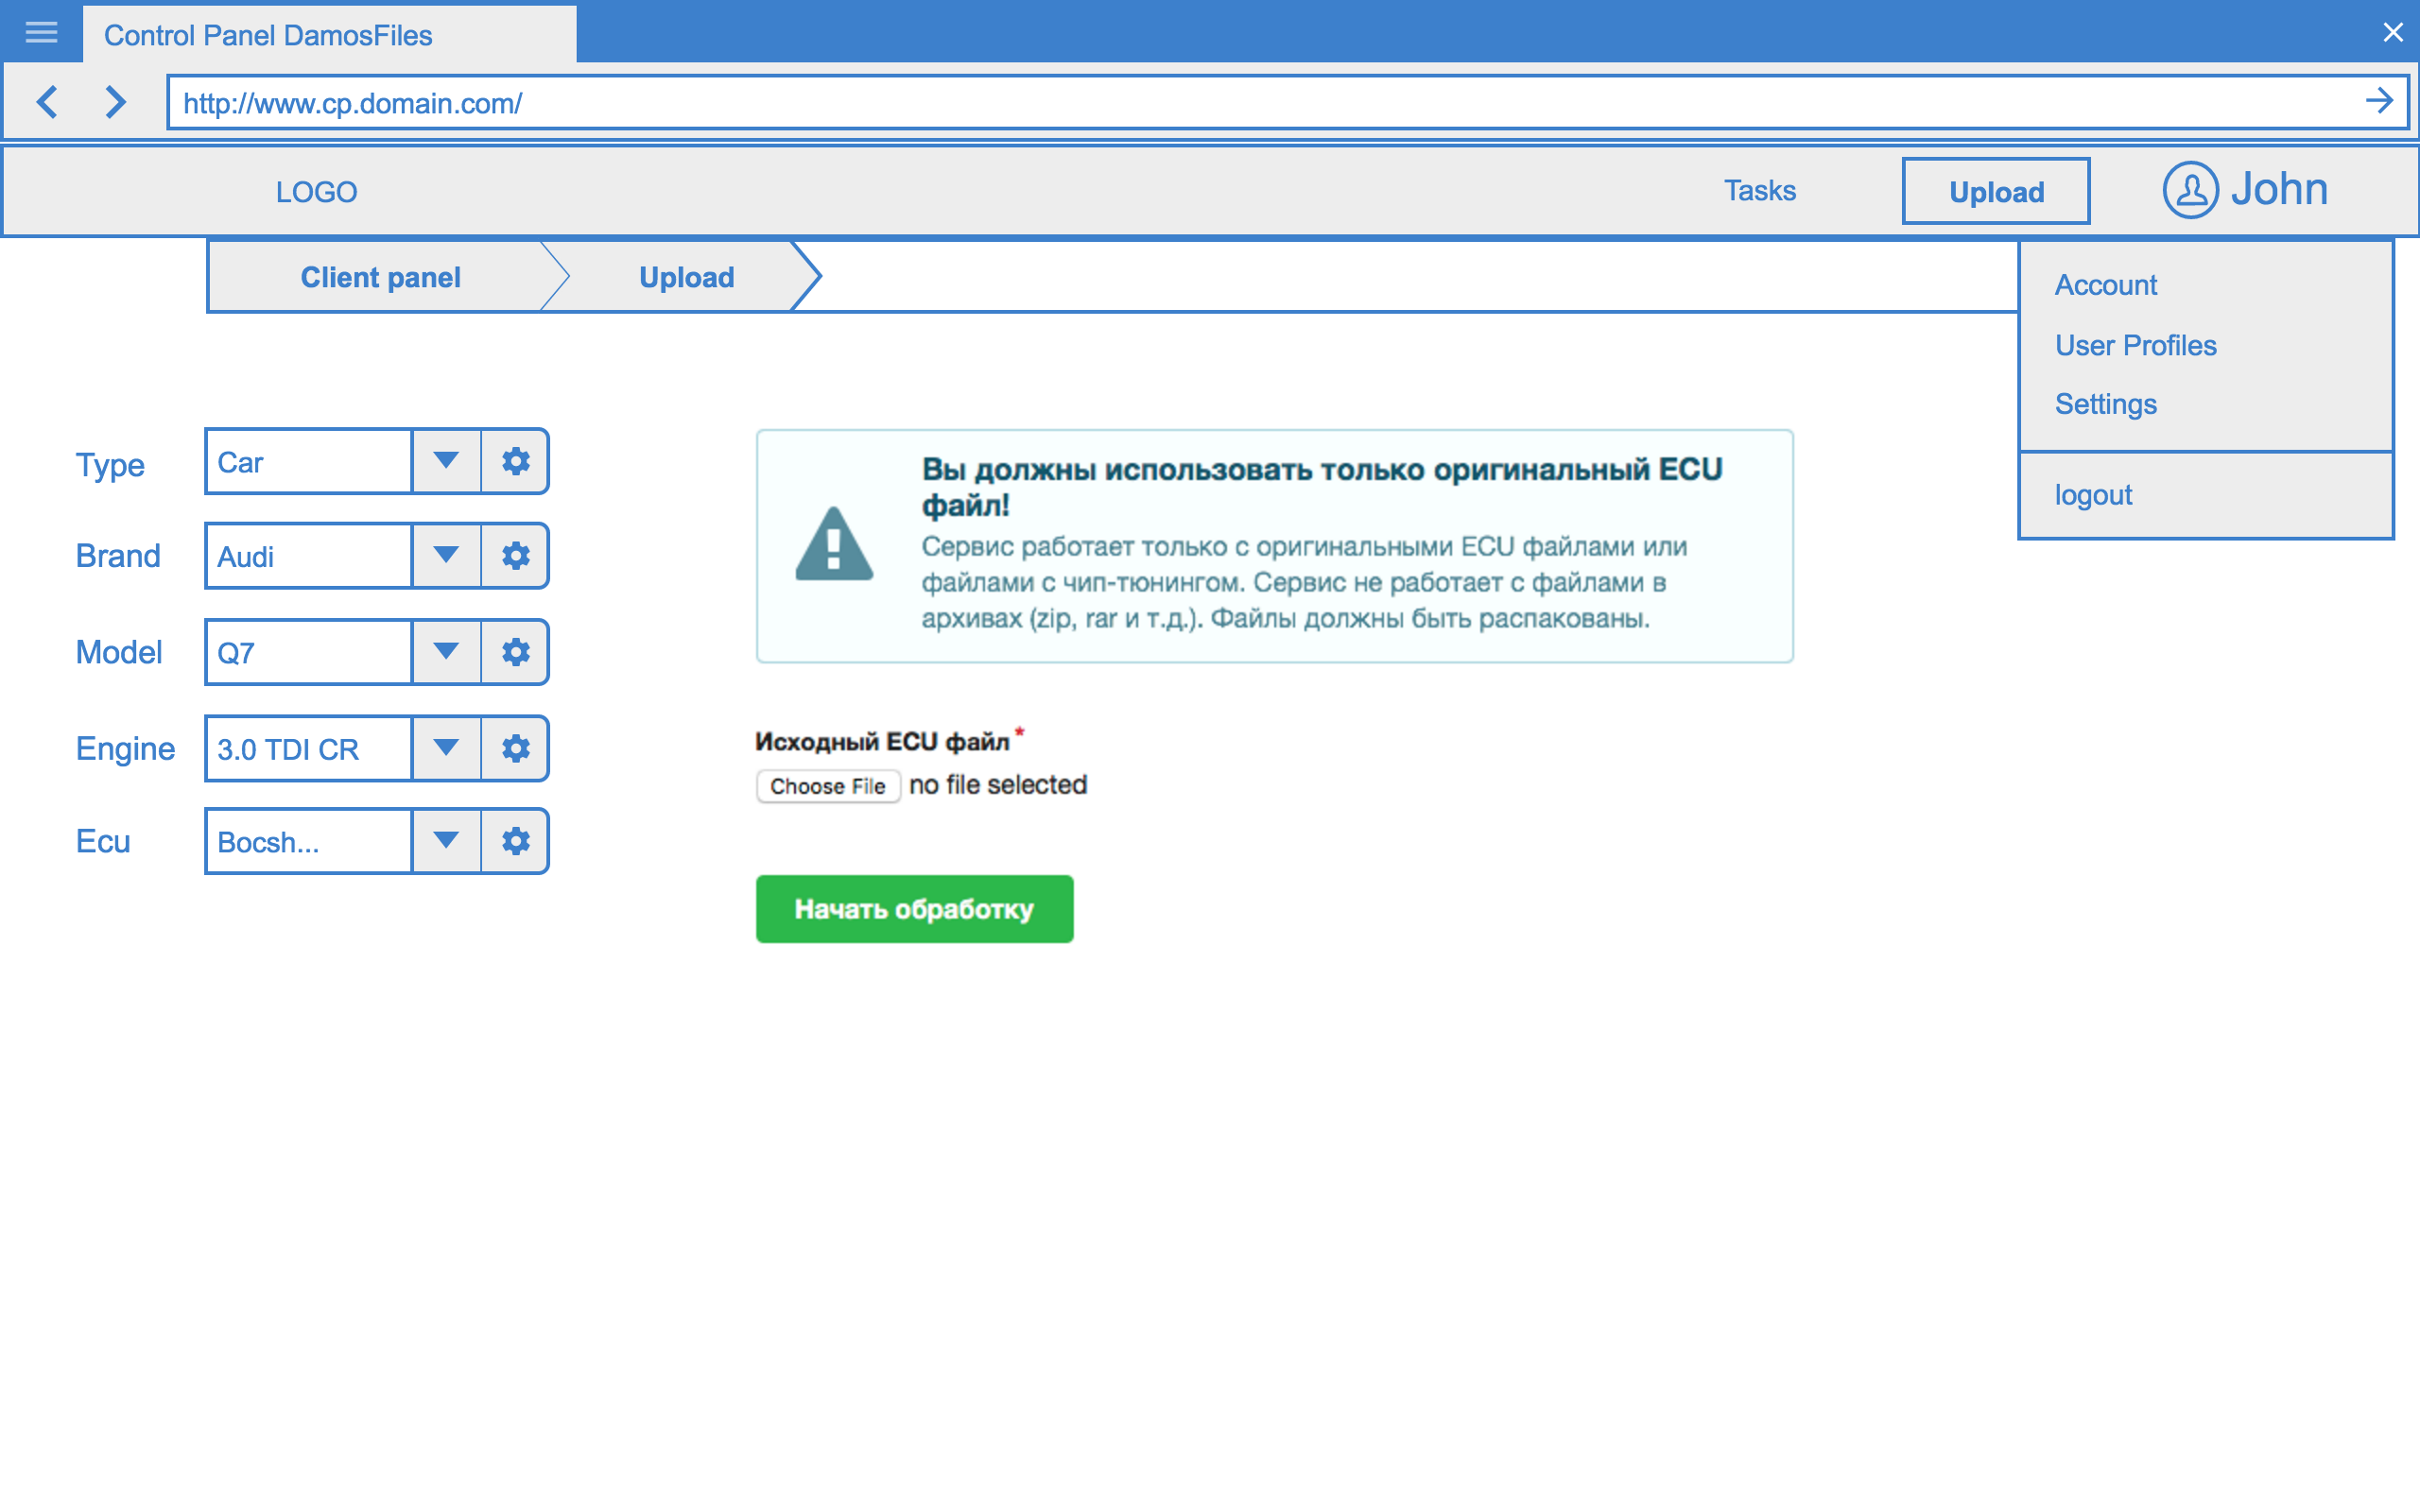 Control Panel DamosFiles
http://www.cp.domain.com/
LOGO
Tasks
Upload
John
Client panel
Upload
Account
User Profiles
Settings
logout
Type
Car
Brand
Audi
Model
Q7
Engine
3.0 TDI CR
Ecu
Bocsh...
Вы должны использовать только оригинальный ECU
файл!
Сервис работает только с оригинальными ECU файлами или
файлами с чип-тюнингом. Сервис не работает с файлами в
архивах (zip, rar и т.д.). Файлы должны быть распакованы.
Исходный ECU файл *
Choose File no file selected
Начать обработку